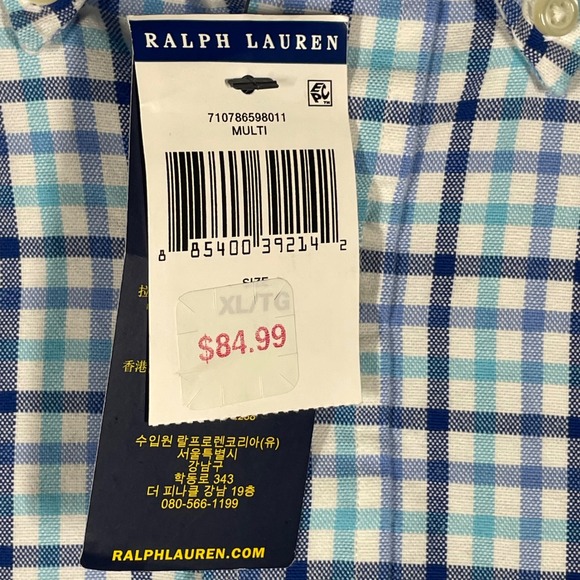 RALPH LAUREN
710786598011
MULTI
8 85400 39214 2
SIZE
XL/TG
$84.99
拉
香港
수입원 랄프로렌코리아(유)
서울특별시
강남구
학동로 343
더 피나클 강남 19층
080-566-1199
RALPHLAUREN.COM